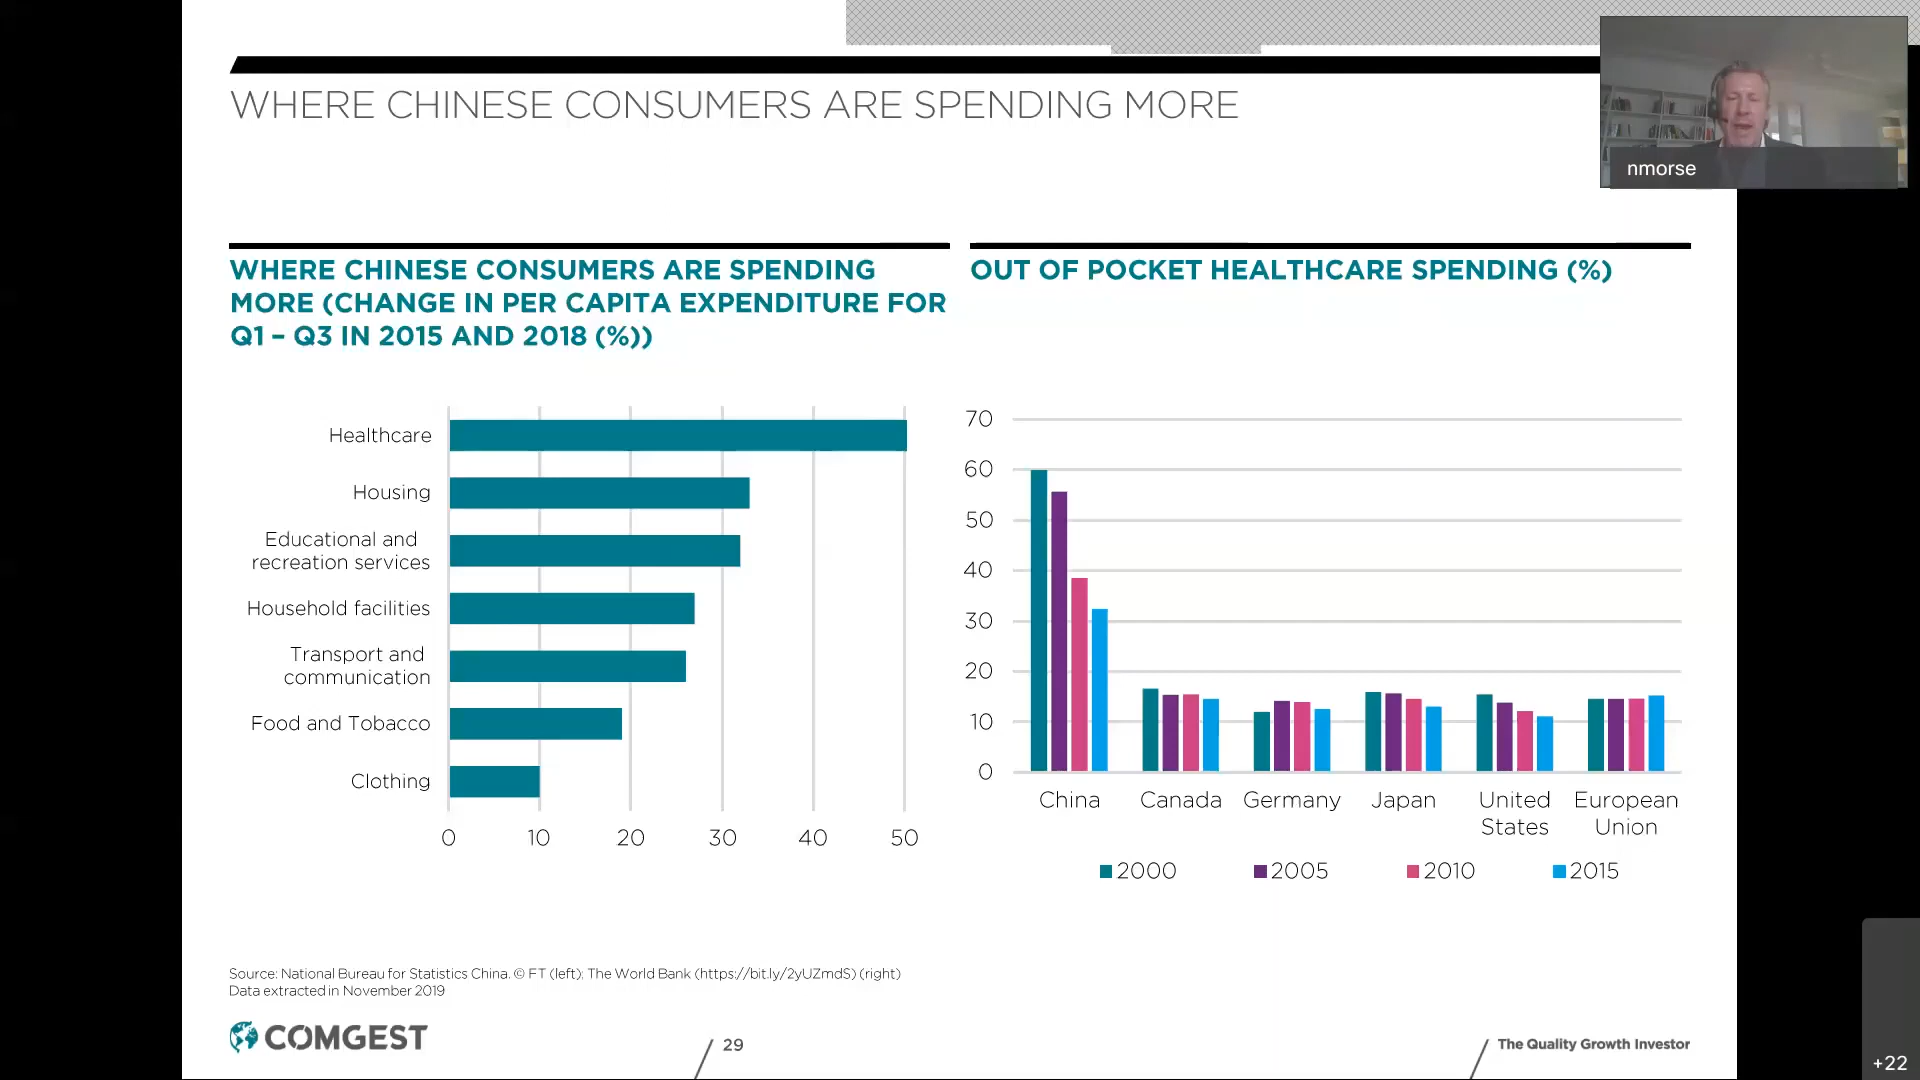 WHERE CHINESE CONSUMERS ARE SPENDING MORE
nmorse
WHERE CHINESE CONSUMERS ARE SPENDING
MORE (CHANGE IN PER CAPITA EXPENDITURE FOR
Q1 – Q3 IN 2015 AND 2018 (%))
Healthcare
Housing
Educational and
recreation services
Household facilities
Transport and
communication
Food and Tobacco
Clothing
0 10 20 30 40 50
OUT OF POCKET HEALTHCARE SPENDING (%)
70
60
50
40
30
20
10
0
China Canada Germany Japan United European
States Union
2000 2005 2010 2015
Source: National Bureau for Statistics China. © FT (left); The World Bank (https://bit.ly/2yUZmdS) (right)
Data extracted in November 2019
COMGEST
29
The Quality Growth Investor
+22